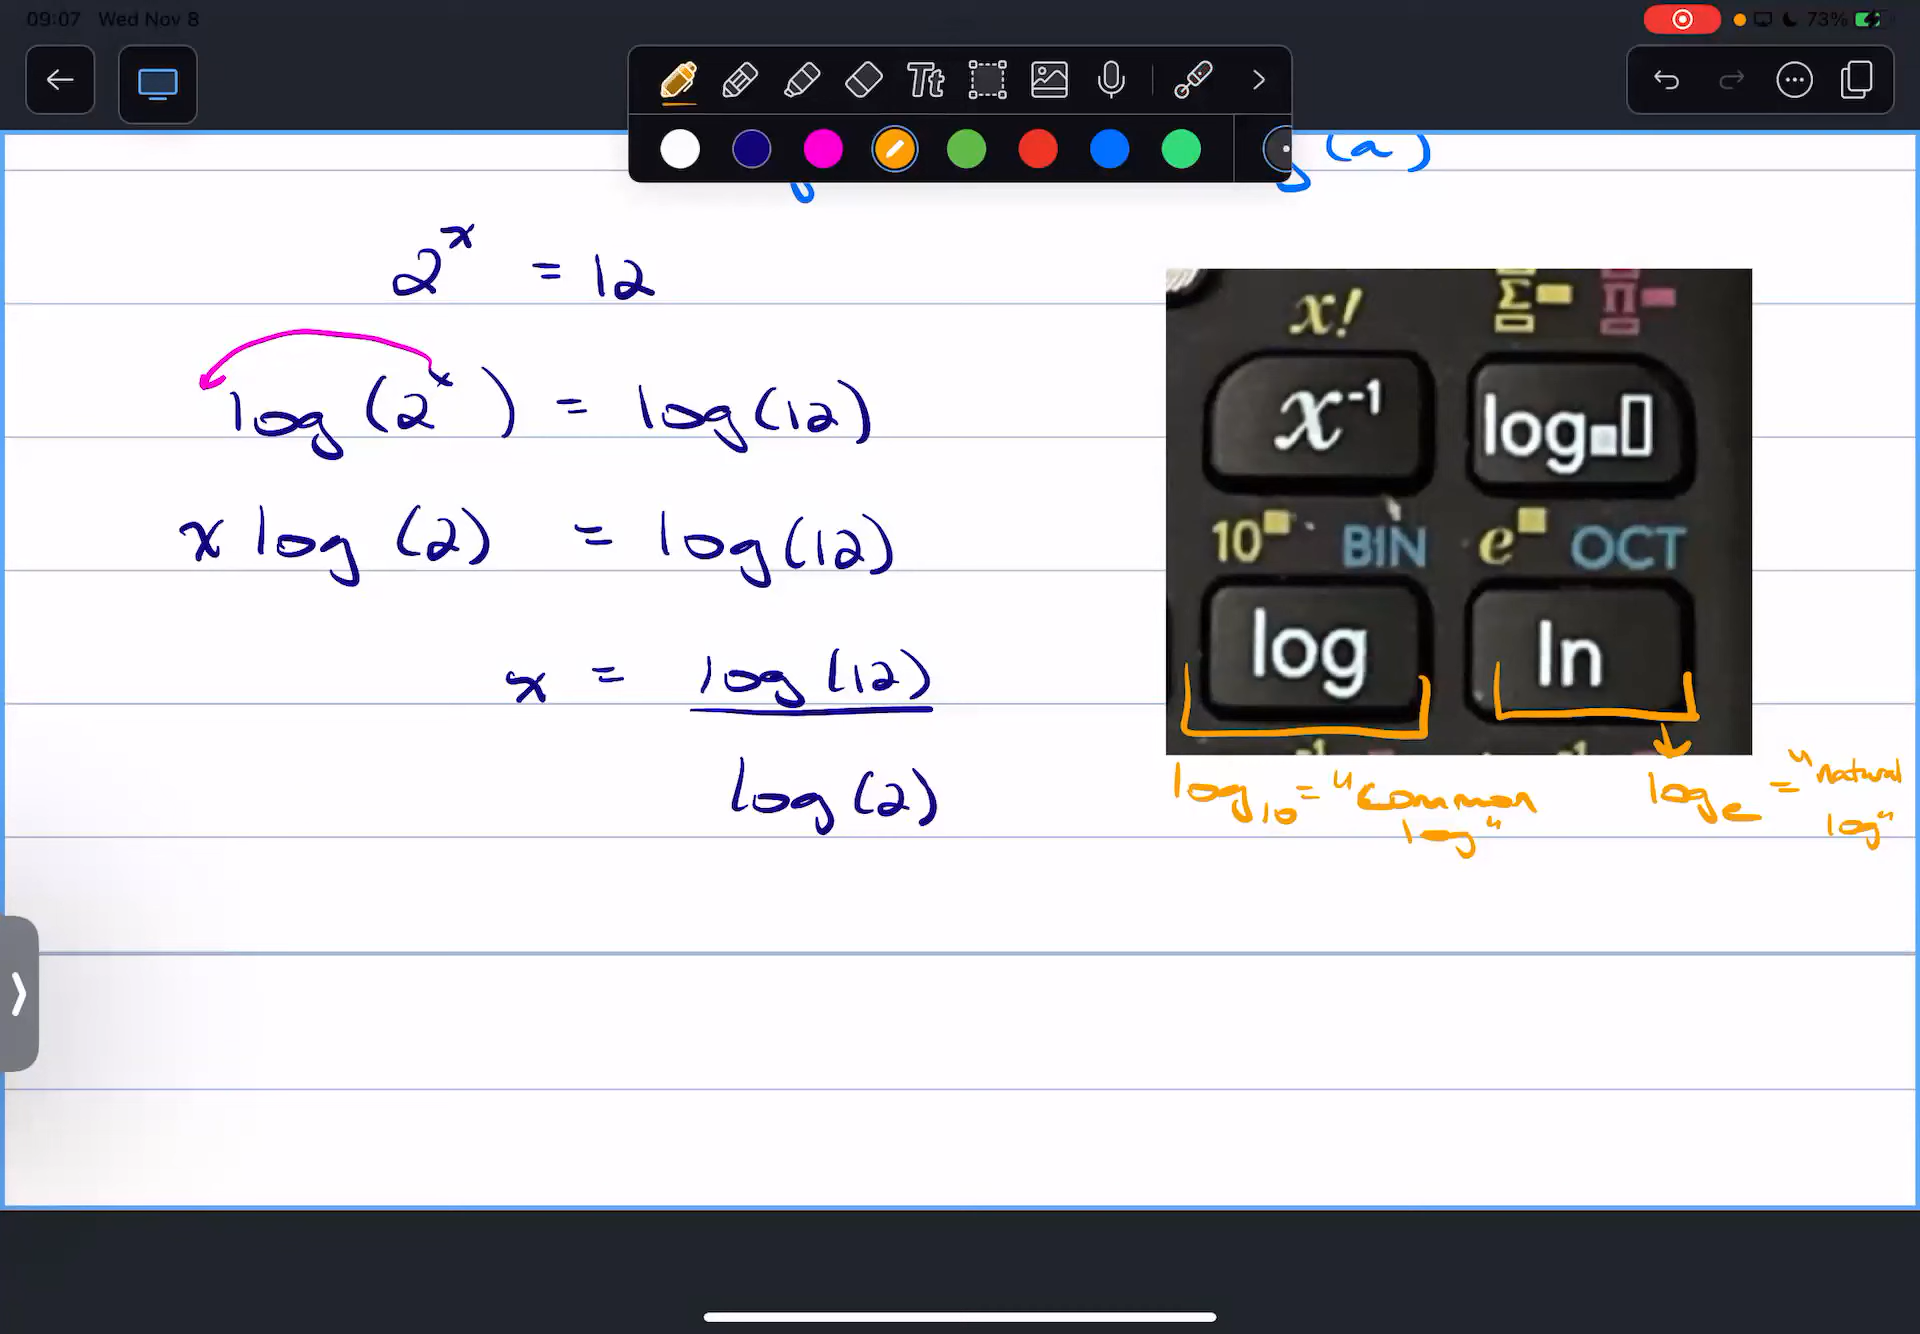 09:07 Wed Nov 8
73%
Tt
(a)
2^x = 12
log (2^x) = log (12)
x log (2) = log (12)
x = log (12)
log (2)
x! Σ Π
x⁻¹ log
10 BIN e OCT
log ln
log₁₀ = "common
log"
logₑ = "natural
log"